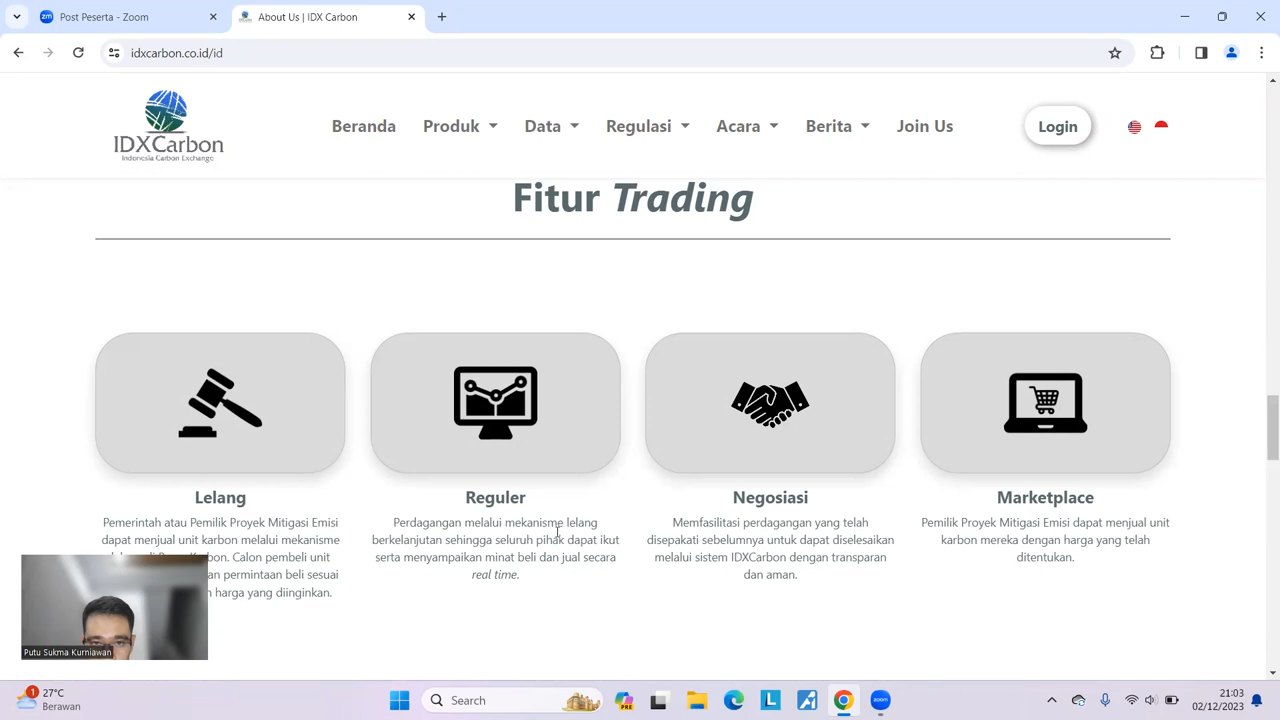 Post Peserta - Zoom
About Us | IDX Carbon
idxcarbon.co.id/id
IDXCarbon
Indonesia Carbon Exchange
Beranda
Produk
Data
Regulasi
Acara
Berita
Join Us
Login
Fitur Trading
Lelang
Pemerintah atau Pemilik Proyek Mitigasi Emisi
dapat menjual unit karbon melalui mekanisme
Calon pembeli unit
permintaan beli sesuai
harga yang diinginkan.
Reguler
Perdagangan melalui mekanisme lelang
berkelanjutan sehingga seluruh pihak dapat ikut
serta menyampaikan minat beli dan jual secara
real time.
Negosiasi
Memfasilitasi perdagangan yang telah
disepakati sebelumnya untuk dapat diselesaikan
melalui sistem IDXCarbon dengan transparan
dan aman.
Marketplace
Pemilik Proyek Mitigasi Emisi dapat menjual unit
karbon mereka dengan harga yang telah
ditentukan.
Putu Sukma Kurniawan
1
27°C
Berawan
Search
PRE
zoom
21:03
02/12/2023